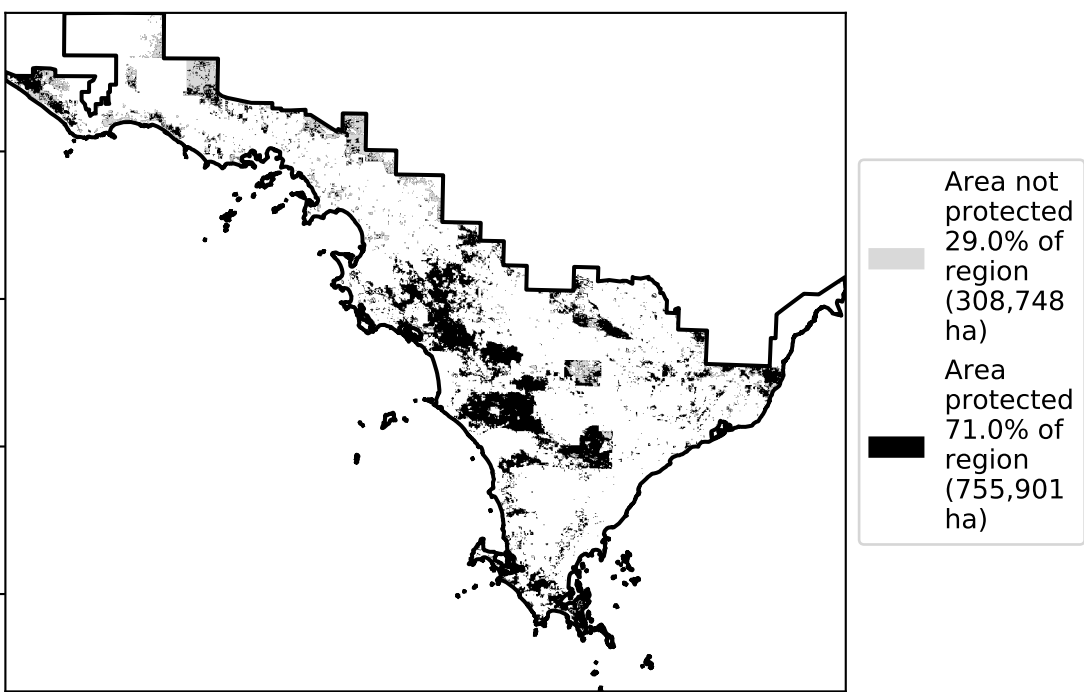 Area not
protected
29.0% of
region
(308,748
ha)
Area
protected
71.0% of
region
(755,901
ha)